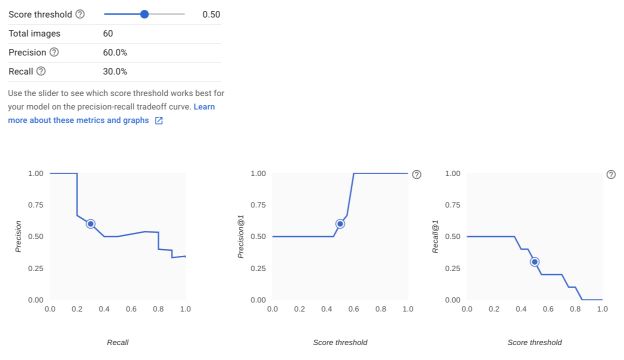 Score threshold ? 0.50
Total images 60
Precision ? 60.0%
Recall ? 30.0%
Use the slider to see which score threshold works best for
your model on the precision-recall tradeoff curve. Learn
more about these metrics and graphs
1.00
0.75
0.50
0.25
0.00
0.0 0.2 0.4 0.6 0.8 1.0
Precision
Recall
?
1.00
0.75
0.50
0.25
0.00
0.0 0.2 0.4 0.6 0.8 1.0
Precision@1
Score threshold
?
1.00
0.75
0.50
0.25
0.00
0.0 0.2 0.4 0.6 0.8 1.0
Recall@1
Score threshold